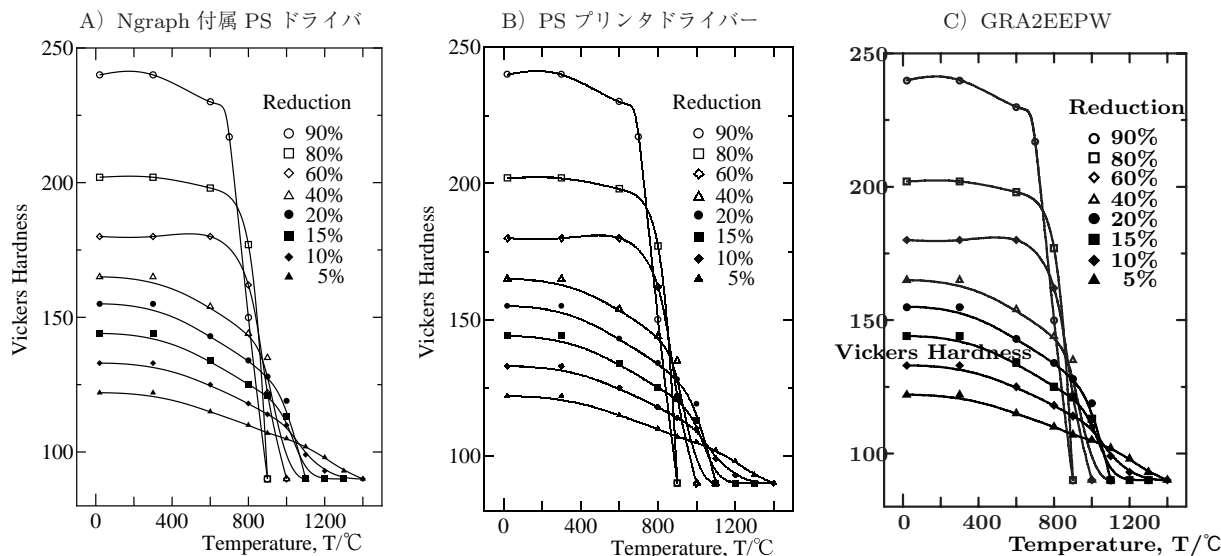 A) Ngraph 付属 PS ドライバ
250
200
150
100
Vickers Hardness
Reduction
90%
80%
60%
40%
20%
15%
10%
5%
0 400 800 1200
Temperature, T/℃
B) PS プリンタドライバー
250
200
150
100
Vickers Hardness
Reduction
90%
80%
60%
40%
20%
15%
10%
5%
0 400 800 1200
Temperature, T/℃
C) GRA2EEPW
250
200
150
100
Vickers Hardness
Reduction
90%
80%
60%
40%
20%
15%
10%
5%
0 400 800 1200
Temperature, T/℃